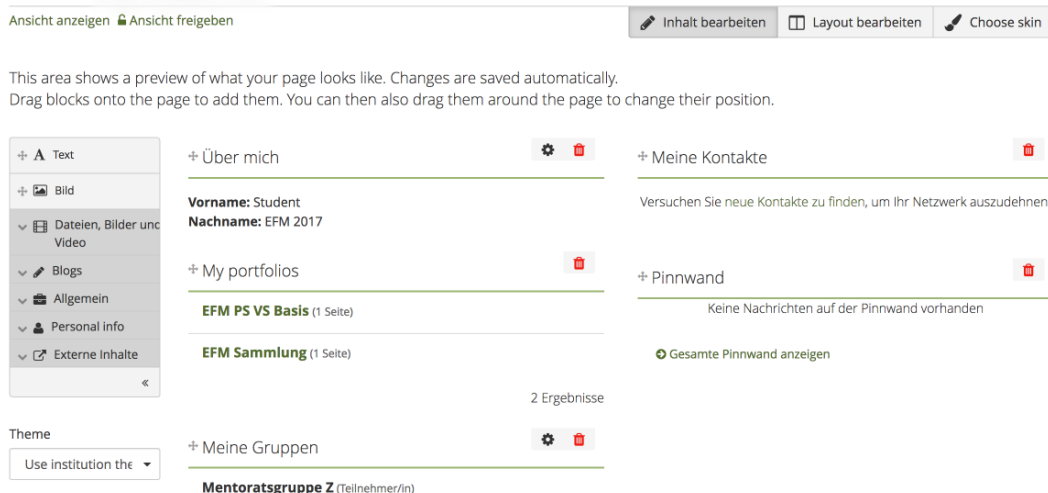 Ansicht anzeigen Ansicht freigeben
Inhalt bearbeiten
Layout bearbeiten
Choose skin
This area shows a preview of what your page looks like. Changes are saved automatically.
Drag blocks onto the page to add them. You can then also drag them around the page to change their position.
Text
Bild
Dateien, Bilder und
Video
Blogs
Allgemein
Personal info
Externe Inhalte
«
Theme
Use institution the
Über mich
Vorname: Student
Nachname: EFM 2017
My portfolios
EFM PS VS Basis (1 Seite)
EFM Sammlung (1 Seite)
2 Ergebnisse
Meine Gruppen
Mentoratsgruppe Z (Teilnehmer/in)
Meine Kontakte
Versuchen Sie neue Kontakte zu finden, um Ihr Netzwerk auszudehnen
Pinnwand
Keine Nachrichten auf der Pinnwand vorhanden
Gesamte Pinnwand anzeigen